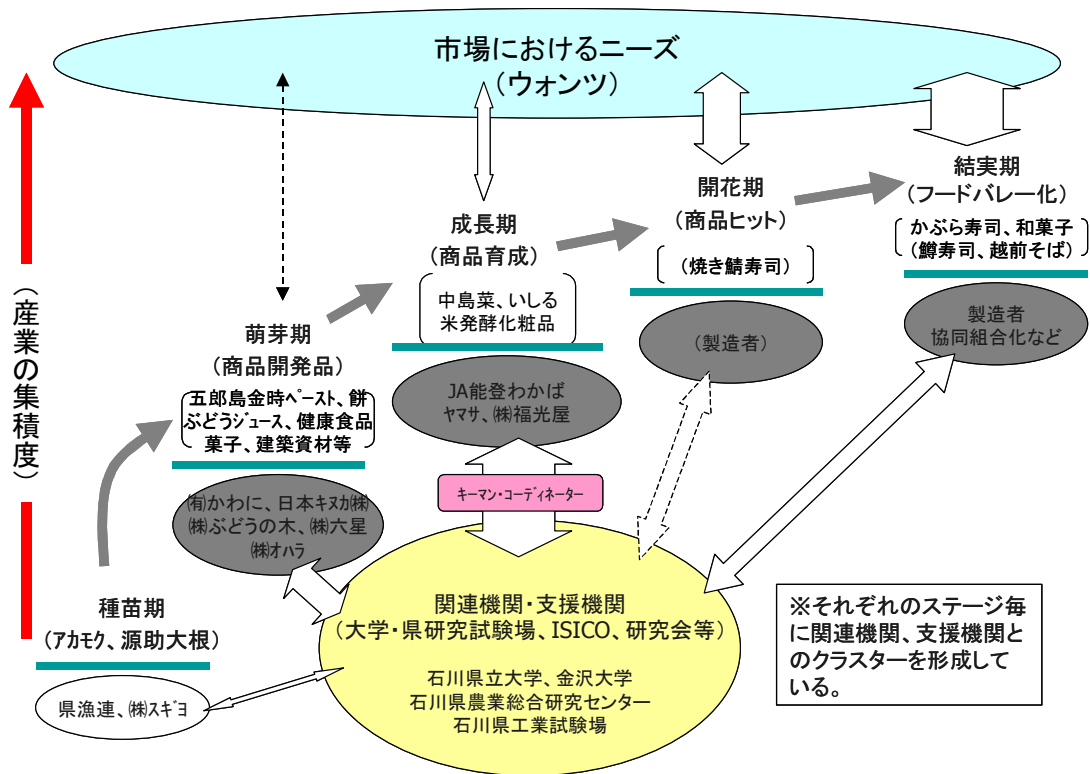 市場におけるニーズ
(ウォンツ)
(産業の集積度)
結実期
(フードバレー化)
かぶら寿司、和菓子
(鱒寿司、越前そば)
製造者
協同組合化など
開花期
(商品ヒット)
(焼き鯖寿司)
(製造者)
成長期
(商品育成)
中島菜、いしる
米発酵化粧品
JA能登わかば
ヤマサ、㈱福光屋
萌芽期
(商品開発品)
五郎島金時ペースト、餅
ぶどうジュース、健康食品
菓子、建築資材等
㈲かわに、日本キヌカ㈱
㈱ぶどうの木、㈱六星
㈱オハラ
種苗期
(アカモク、源助大根)
県漁連、㈱スギヨ
キーマン・コーディネーター
関連機関・支援機関
(大学・県研究試験場、ISICO、研究会等)
石川県立大学、金沢大学
石川県農業総合研究センター
石川県工業試験場
※それぞれのステージ毎
に関連機関、支援機関と
のクラスターを形成して
いる。